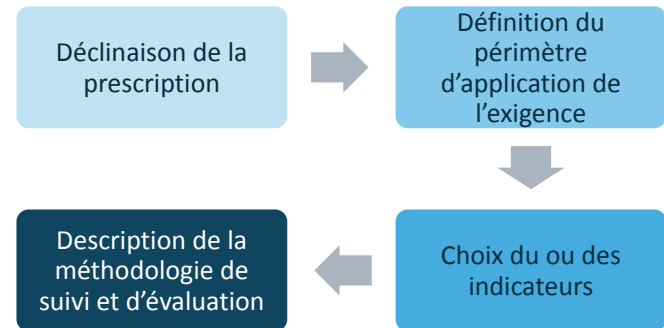 Déclinaison de la
prescription
Définition du
périmètre
d’application de
l’exigence
Choix du ou des
indicateurs
Description de la
méthodologie de
suivi et d’évaluation